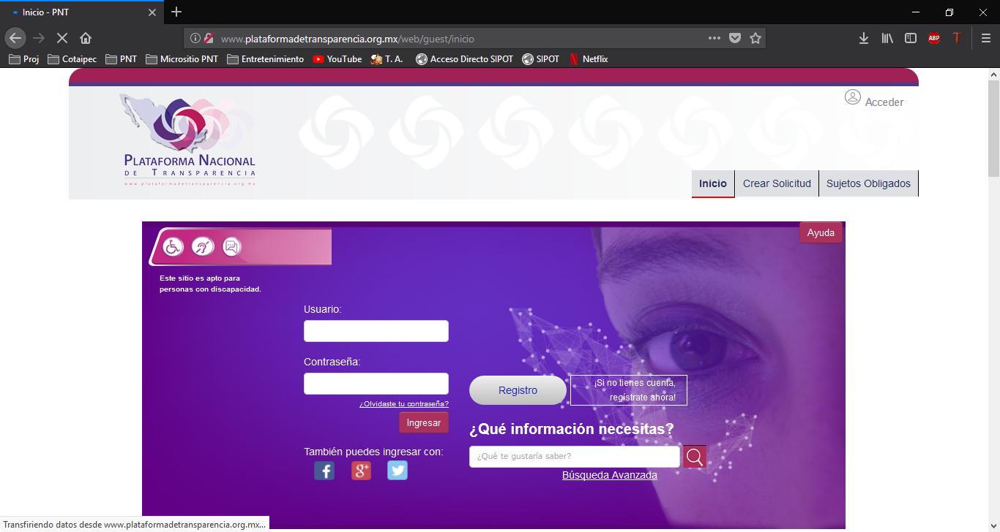 Inicio - PNT
www.plataformadetransparencia.org.mx/web/guest/inicio
ABP
T
Proj
Cotaipec
PNT
Micrositio PNT
Entretenimiento
YouTube
T. A.
Acceso Directo SIPOT
SIPOT
Netflix
Acceder
PLATAFORMA NACIONAL
DE TRANSPARENCIA
www.plataformadetransparencia.org.mx
Inicio
Crear Solicitud
Sujetos Obligados
Ayuda
Este sitio es apto para
personas con discapacidad.
Usuario:
Contraseña:
¿Olvidaste tu contraseña?
Ingresar
También puedes ingresar con:
f
g+
Registro
¡Si no tienes cuenta,
regístrate ahora!
¿Qué información necesitas?
¿Qué te gustaría saber?
Búsqueda Avanzada
Transfiriendo datos desde www.plataformadetransparencia.org.mx...